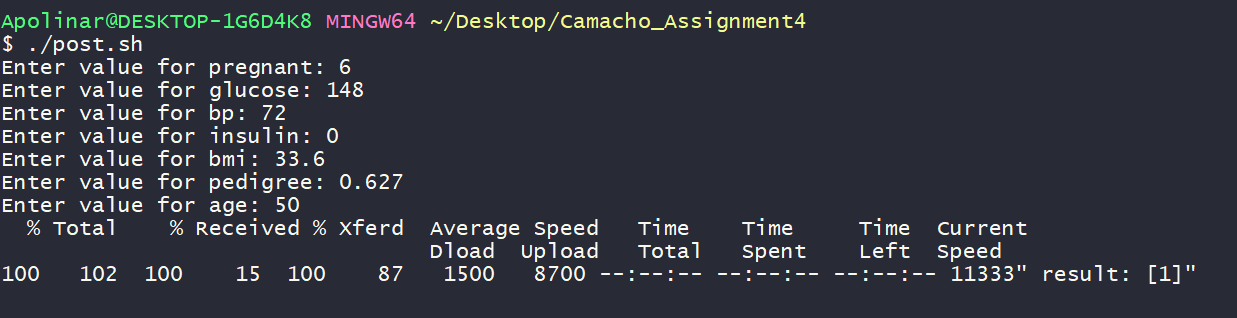 Apolinar@DESKTOP-1G6D4K8 MINGW64 ~/Desktop/Camacho_Assignment4
$ ./post.sh
Enter value for pregnant: 6
Enter value for glucose: 148
Enter value for bp: 72
Enter value for insulin: 0
Enter value for bmi: 33.6
Enter value for pedigree: 0.627
Enter value for age: 50
  % Total    % Received % Xferd  Average Speed   Time    Time     Time  Current
                                 Dload  Upload   Total   Spent    Left  Speed
100   102  100    15  100    87   1500   8700 --:--:-- --:--:-- --:--:-- 11333" result: [1]"